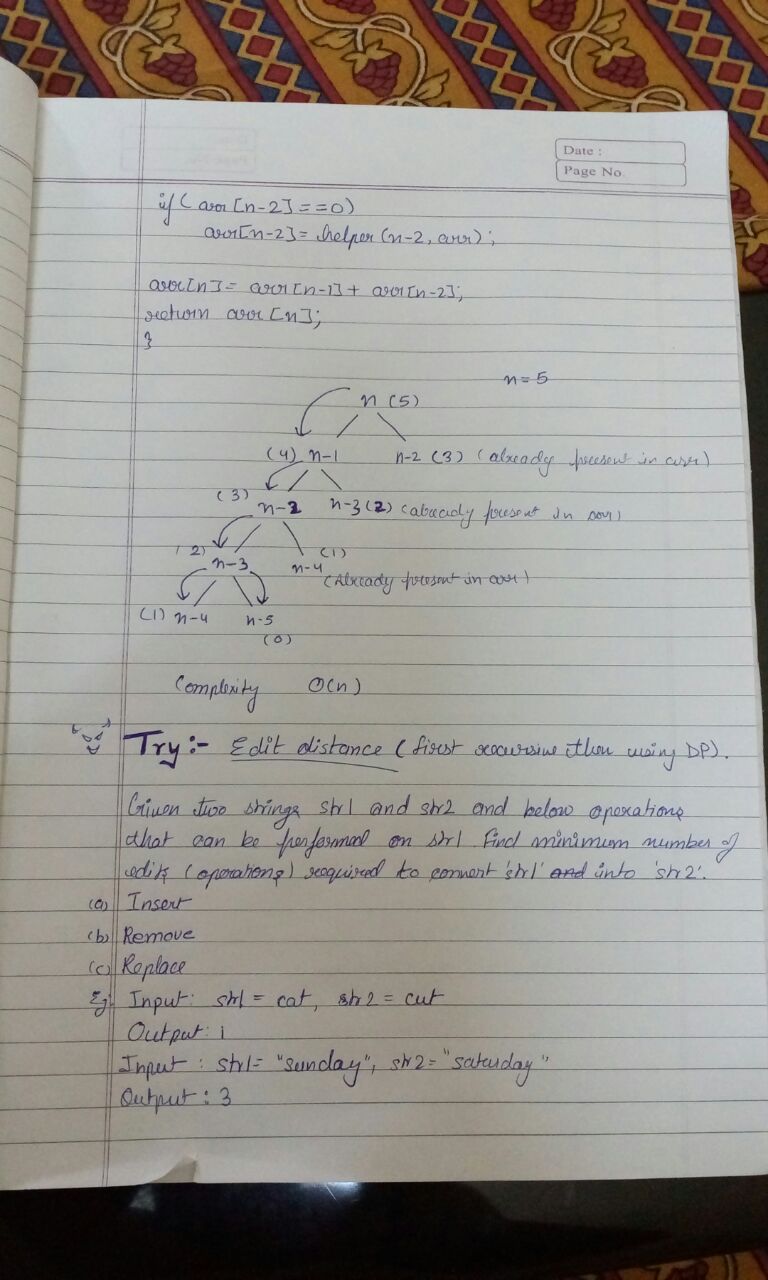 Date :
Page No.
if( arr[n-2]==0)
arr[n-2]= helper(n-2, arr);
arr[n]= arr[n-1]+ arr[n-2];
return arr[n];
}
n=5
n (5)
(4) n-1 n-2 (3) (already present in arr)
(3) n-2 n-3(2) (already present in arr)
(2) n-3 n-4 (1)
(Already present in arr)
(1) n-4 n-5
(0)
Complexity O(n)
Try:- Edit distance (first recursive then using DP).
Given two strings str1 and str2 and below operations
that can be performed on str1. Find minimum number of
edits (operations) required to convert 'str1' and into 'str2'.
(a) Insert
(b) Remove
(c) Replace
Eg: Input: str1 = cat, str2 = cut
Output: 1
Input : str1= "sunday", str2= "saturday"
Output : 3